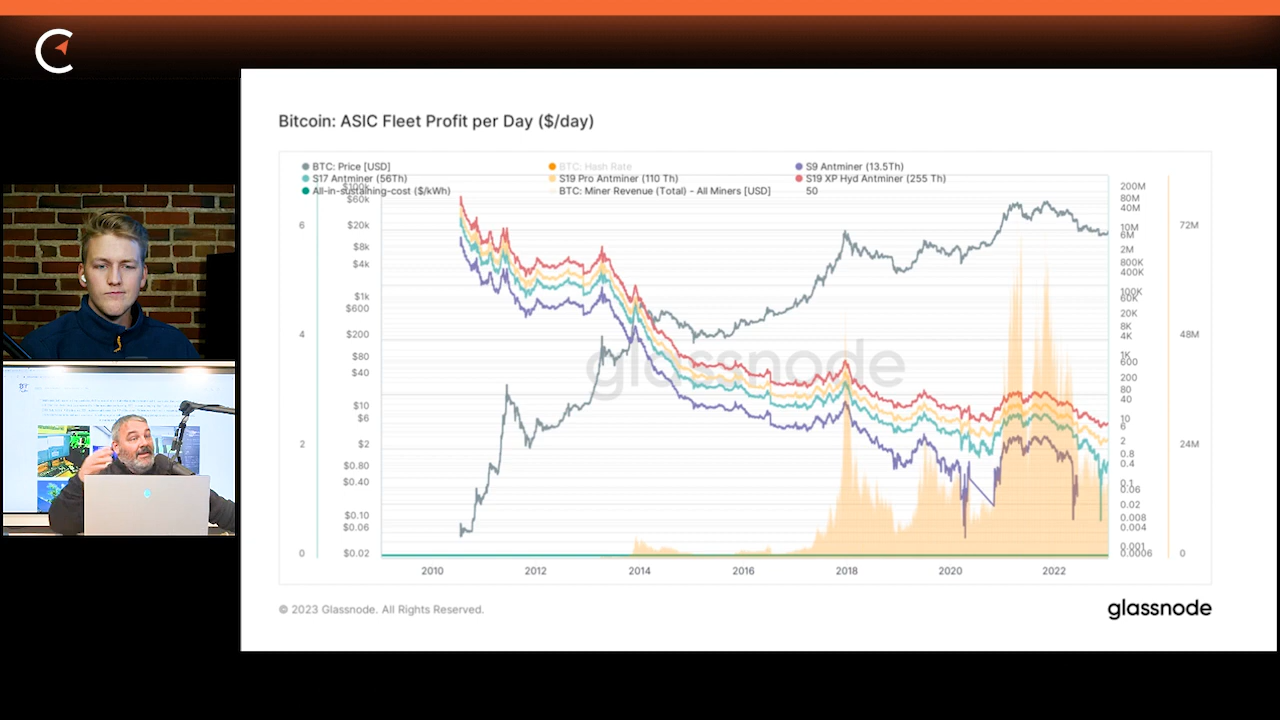 Bitcoin: ASIC Fleet Profit per Day ($/day)
BTC: Price [USD] BTC: Hash Rate S9 Antminer (13.5Th)
S17 Antminer (56Th) S19 Pro Antminer (110 Th) S19 XP Hyd Antminer (255 Th)
All-in-sustaining-cost ($/kWh) BTC: Miner Revenue (Total) - All Miners [USD] 50
$100k 200M
$60k 80M
40M
6 $20k 10M 72M
6M
$8k 2M
$4k 800K
400K
$1k 100K
60K
$600 20K
4 $200 8K 48M
4K
$80 1K
600
$40 200
80
40
$10 10
$6 6
2 $2 2 24M
$0.80 0.8
0.4
$0.40 0.1
0.06
$0.10 0.02
$0.06 0.008
0.004
0.001
0 $0.02 0.0006 0
glassnode
2010 2012 2014 2016 2018 2020 2022
© 2023 Glassnode. All Rights Reserved. glassnode